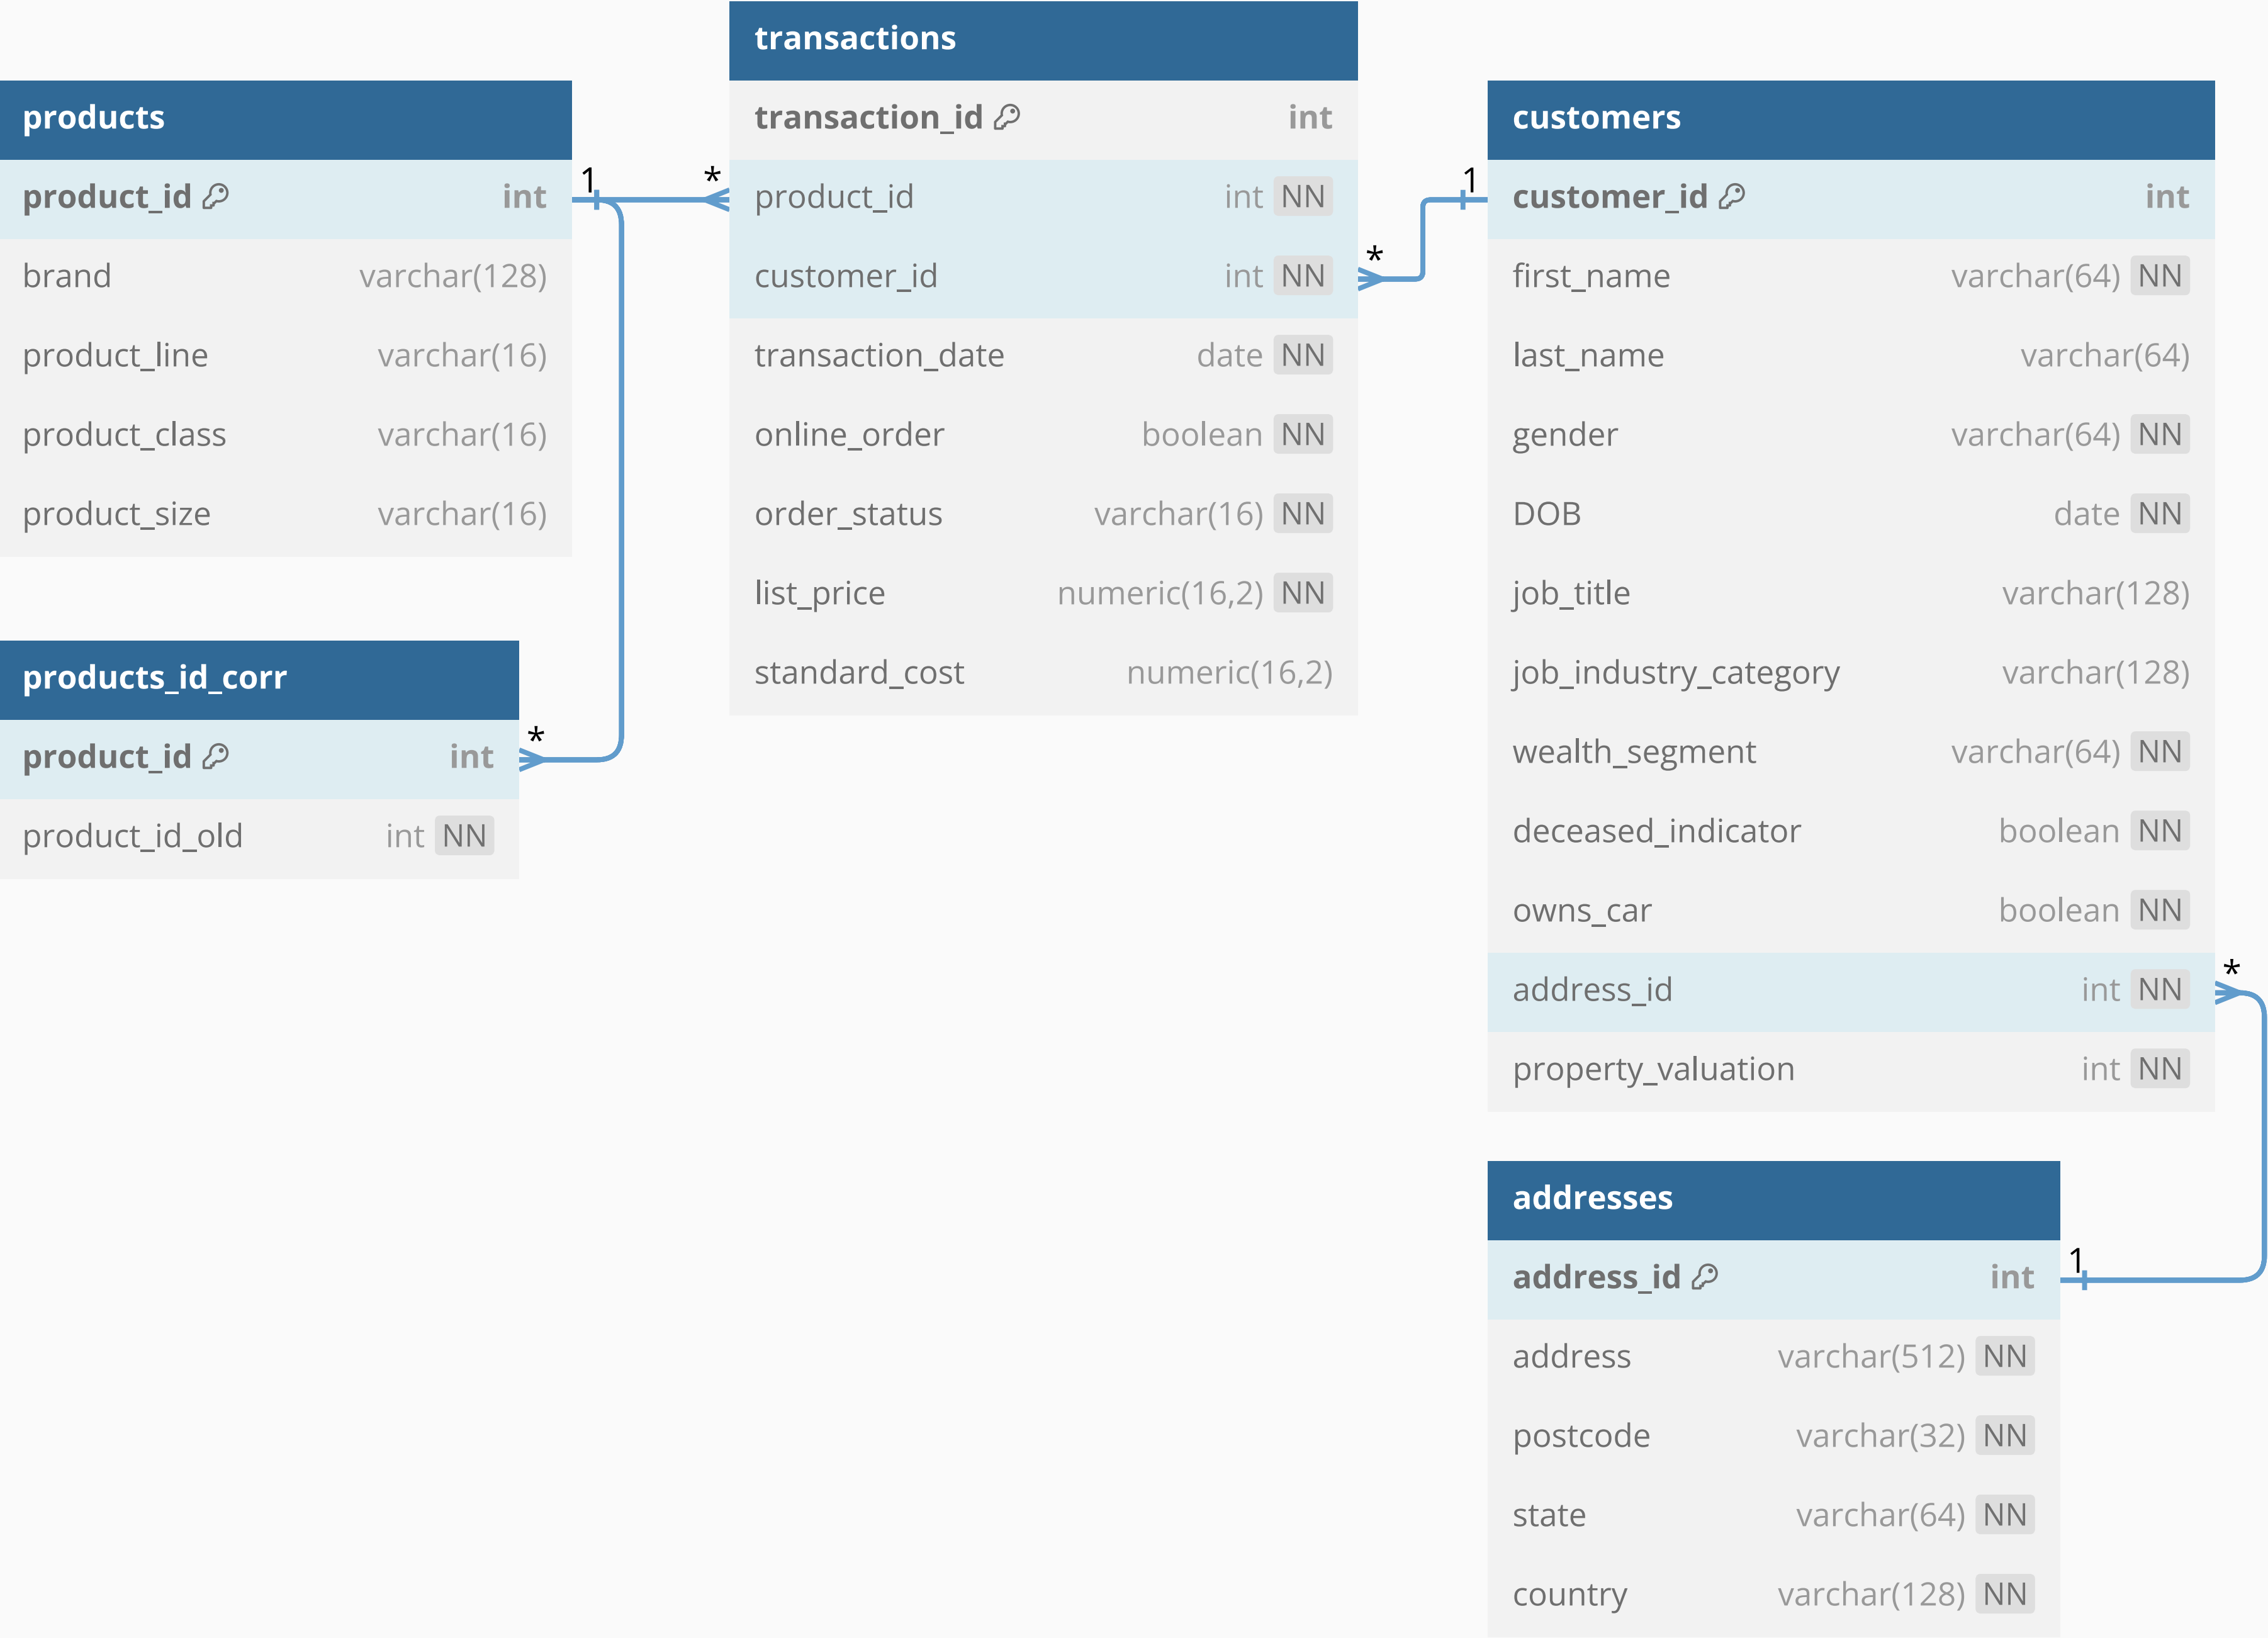 products
product_id int
brand varchar(128)
product_line varchar(16)
product_class varchar(16)
product_size varchar(16)
1 *
products_id_corr
product_id int *
product_id_old int NN
transactions
transaction_id int
product_id int NN
customer_id int NN
transaction_date date NN
online_order boolean NN
order_status varchar(16) NN
list_price numeric(16,2) NN
standard_cost numeric(16,2)
* 1
customers
customer_id int
first_name varchar(64) NN
last_name varchar(64)
gender varchar(64) NN
DOB date NN
job_title varchar(128)
job_industry_category varchar(128)
wealth_segment varchar(64) NN
deceased_indicator boolean NN
owns_car boolean NN
address_id int NN *
property_valuation int NN
addresses
address_id int 1
address varchar(512) NN
postcode varchar(32) NN
state varchar(64) NN
country varchar(128) NN